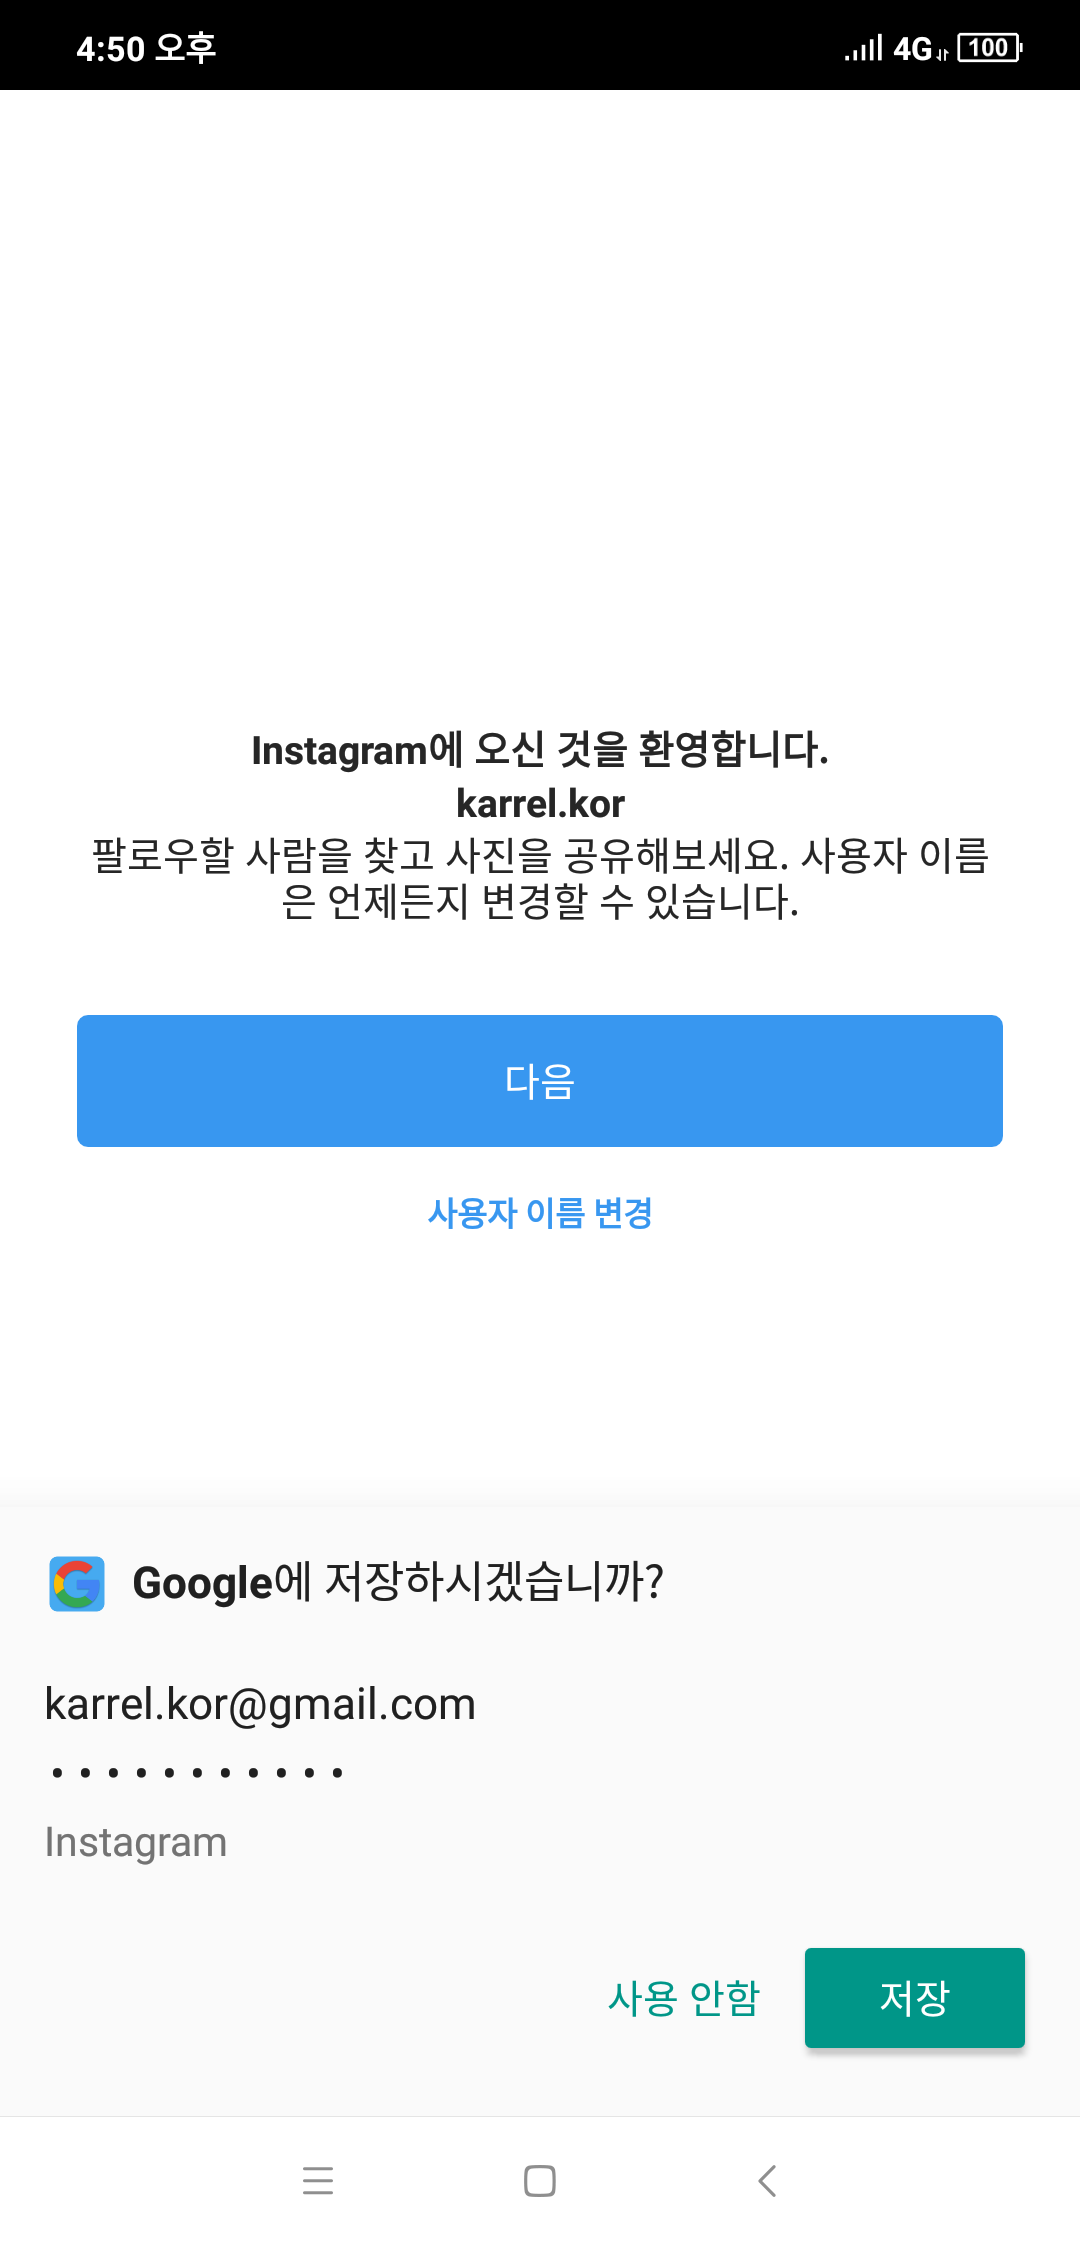 4:50 오후
4G
100
Instagram에 오신 것을 환영합니다.
karrel.kor
팔로우할 사람을 찾고 사진을 공유해보세요. 사용자 이름
은 언제든지 변경할 수 있습니다.
다음
사용자 이름 변경
Google에 저장하시겠습니까?
karrel.kor@gmail.com
•••••••••••
Instagram
사용 안함
저장